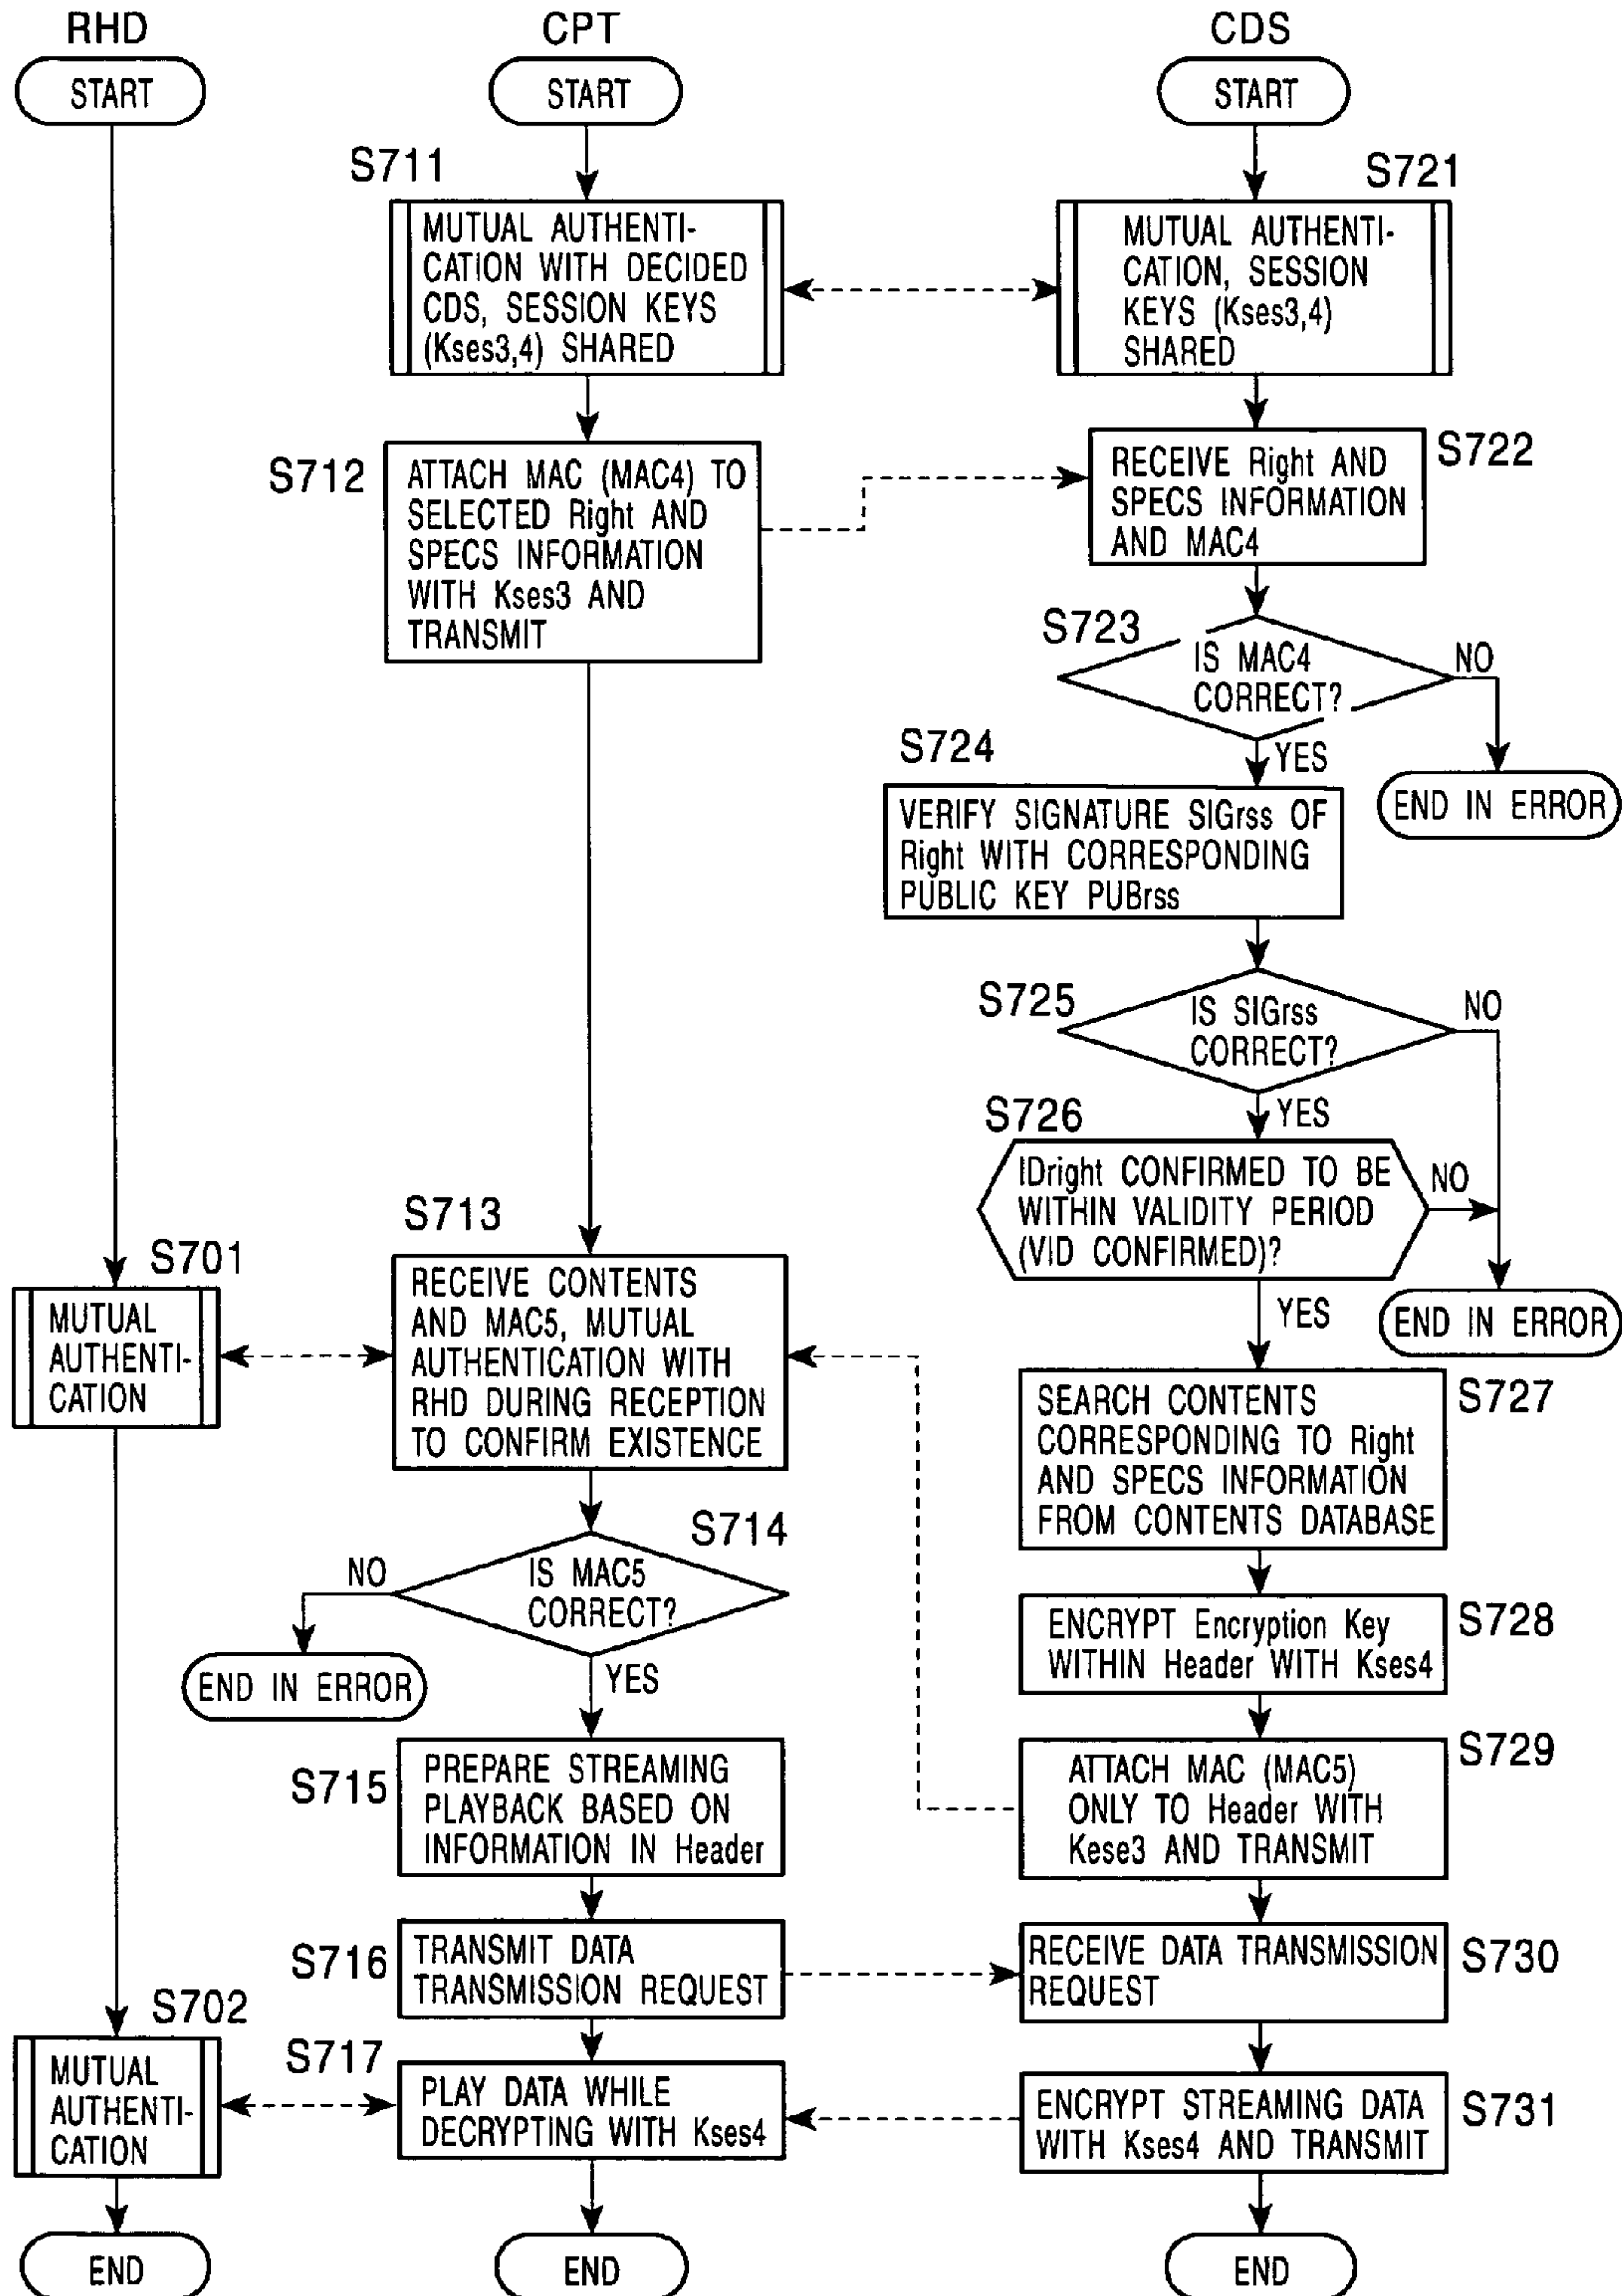 RHD
START
CPT
START
CDS
START
S711
MUTUAL AUTHENTI-
CATION WITH DECIDED
CDS, SESSION KEYS
(Kses3,4) SHARED
S721
MUTUAL AUTHENTI-
CATION, SESSION
KEYS (Kses3,4)
SHARED
S712
ATTACH MAC (MAC4) TO
SELECTED Right AND
SPECS INFORMATION
WITH Kses3 AND
TRANSMIT
S722
RECEIVE Right AND
SPECS INFORMATION
AND MAC4
S723
IS MAC4
CORRECT?
NO
YES
END IN ERROR
S724
VERIFY SIGNATURE SIGrss OF
Right WITH CORRESPONDING
PUBLIC KEY PUBrss
S725
IS SIGrss
CORRECT?
NO
YES
S726
IDright CONFIRMED TO BE
WITHIN VALIDITY PERIOD
(VID CONFIRMED)?
NO
YES
END IN ERROR
S701
MUTUAL
AUTHENTI-
CATION
S713
RECEIVE CONTENTS
AND MAC5, MUTUAL
AUTHENTICATION WITH
RHD DURING RECEPTION
TO CONFIRM EXISTENCE
S727
SEARCH CONTENTS
CORRESPONDING TO Right
AND SPECS INFORMATION
FROM CONTENTS DATABASE
S714
IS MAC5
CORRECT?
NO
YES
END IN ERROR
S728
ENCRYPT Encryption Key
WITHIN Header WITH Kses4
S715
PREPARE STREAMING
PLAYBACK BASED ON
INFORMATION IN Header
S729
ATTACH MAC (MAC5)
ONLY TO Header WITH
Kese3 AND TRANSMIT
S716
TRANSMIT DATA
TRANSMISSION REQUEST
S730
RECEIVE DATA TRANSMISSION
REQUEST
S702
MUTUAL
AUTHENTI-
CATION
S717
PLAY DATA WHILE
DECRYPTING WITH Kses4
S731
ENCRYPT STREAMING DATA
WITH Kses4 AND TRANSMIT
END
END
END